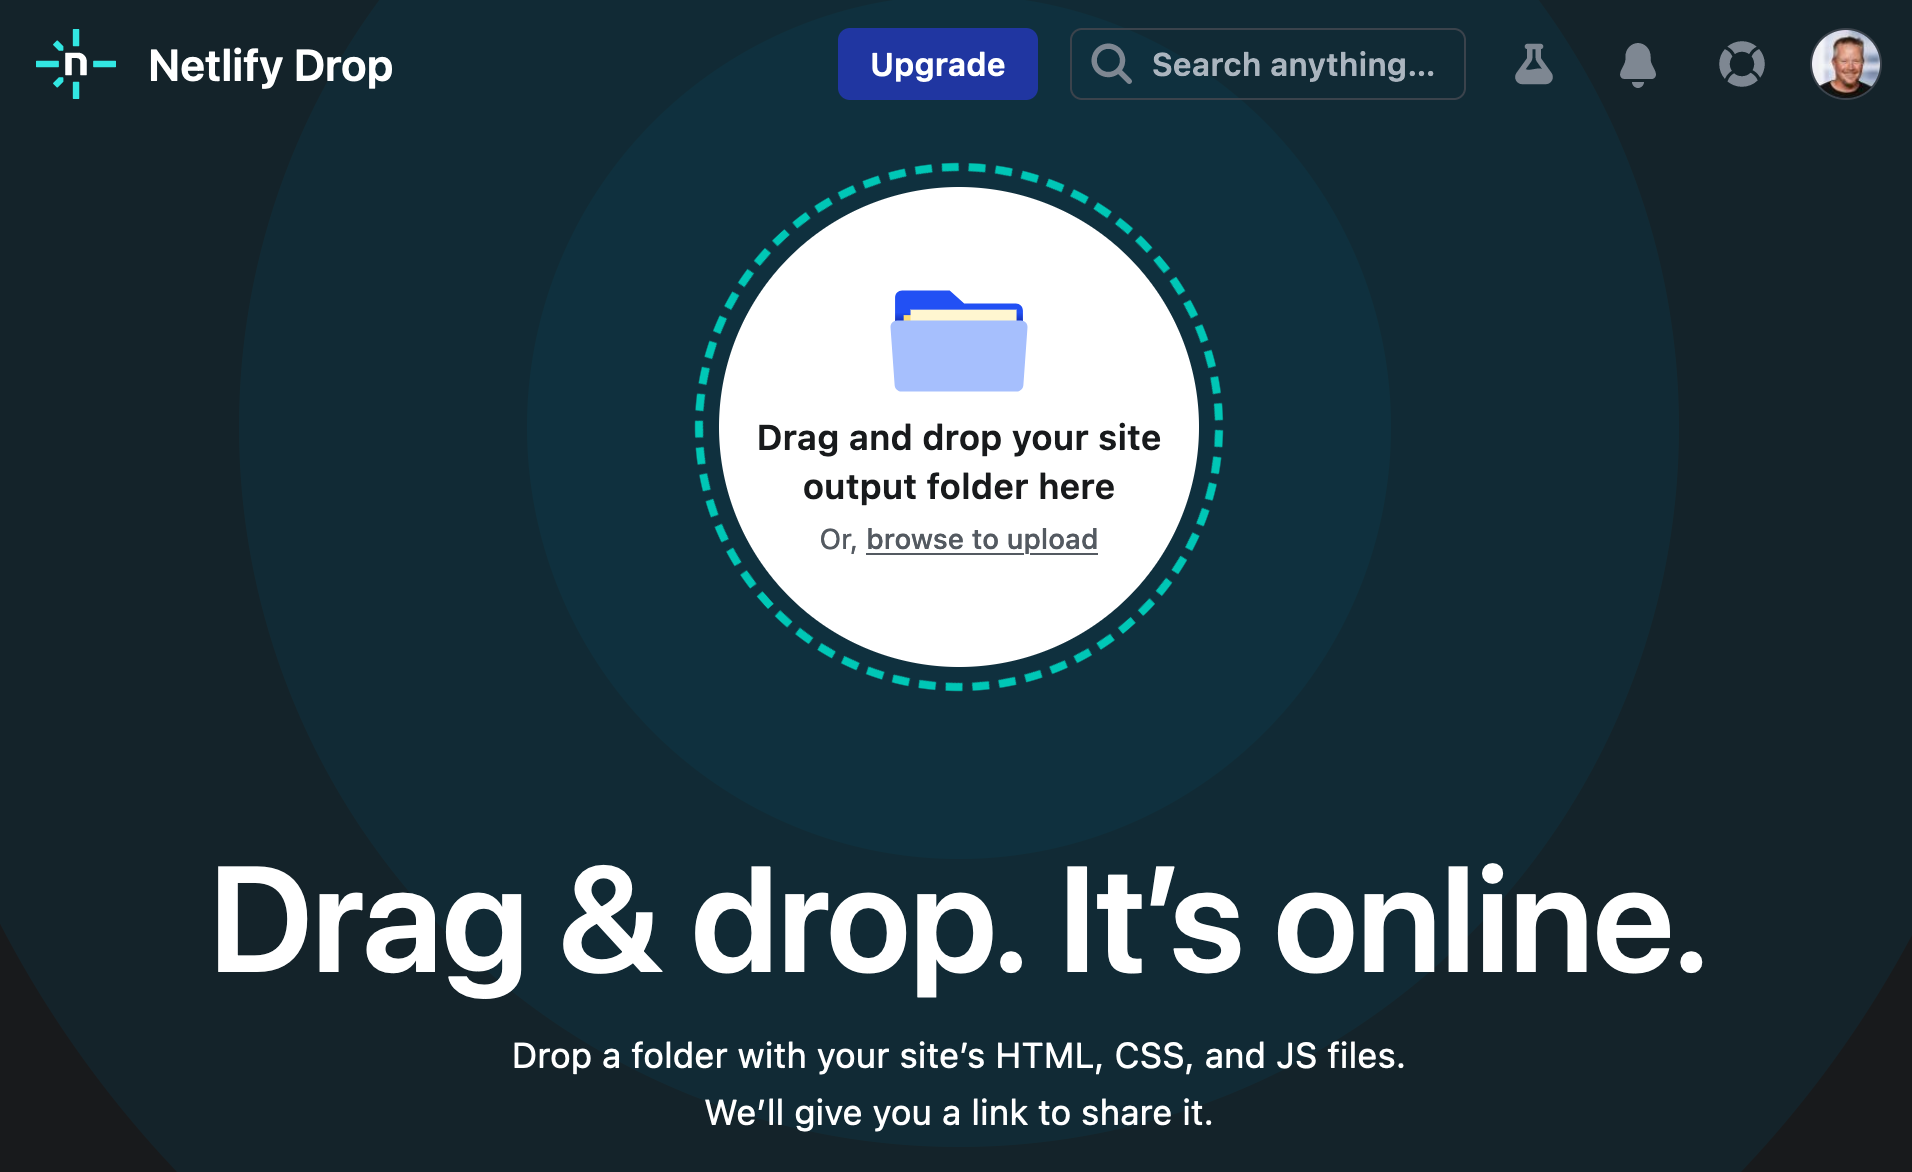 n
Netlify Drop
Upgrade
Search anything...
Drag and drop your site
output folder here
Or, browse to upload
Drag & drop. It’s online.
Drop a folder with your site’s HTML, CSS, and JS files.
We’ll give you a link to share it.